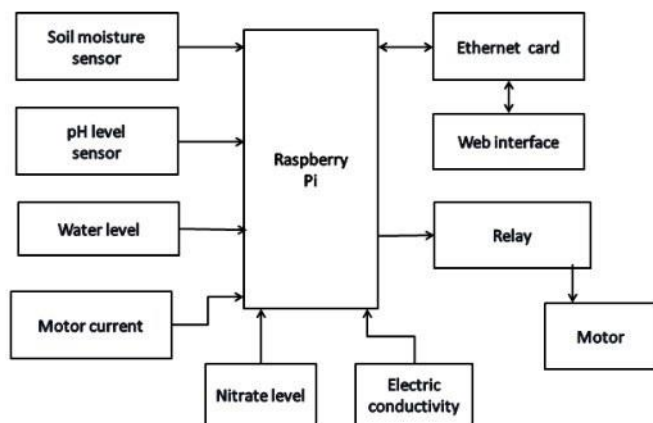 Soil moisture
sensor
pH level
sensor
Water level
Motor current
Raspberry
Pi
Nitrate level
Electric
conductivity
Ethernet card
Web interface
Relay
Motor